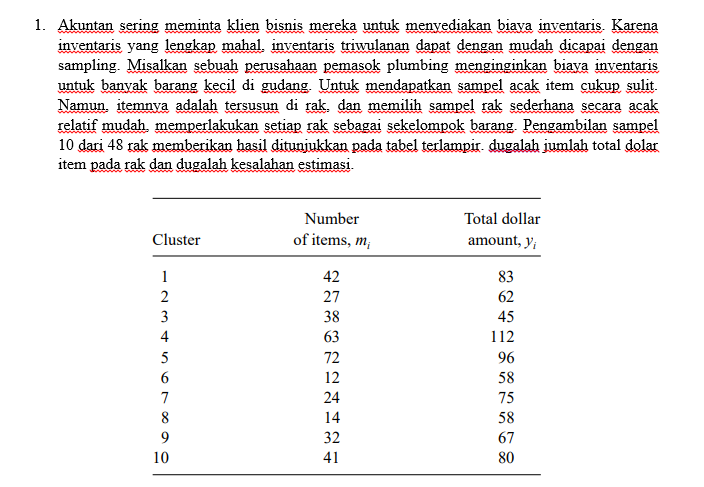 1. Akuntan sering meminta klien bisnis mereka untuk menyediakan biaya inventaris. Karena
inventaris yang lengkap mahal, inventaris triwulanan dapat dengan mudah dicapai dengan
sampling. Misalkan sebuah perusahaan pemasok plumbing menginginkan biaya inventaris
untuk banyak barang kecil di gudang. Untuk mendapatkan sampel acak item cukup sulit.
Namun, itemnya adalah tersusun di rak, dan memilih sampel rak sederhana secara acak
relatif mudah, memperlakukan setiap rak sebagai sekelompok barang. Pengambilan sampel
10 dari 48 rak memberikan hasil ditunjukkan pada tabel terlampir. dugalah jumlah total dolar
item pada rak dan dugalah kesalahan estimasi.
Number Total dollar
Cluster of items, mᵢ amount, yᵢ
1 42 83
2 27 62
3 38 45
4 63 112
5 72 96
6 12 58
7 24 75
8 14 58
9 32 67
10 41 80